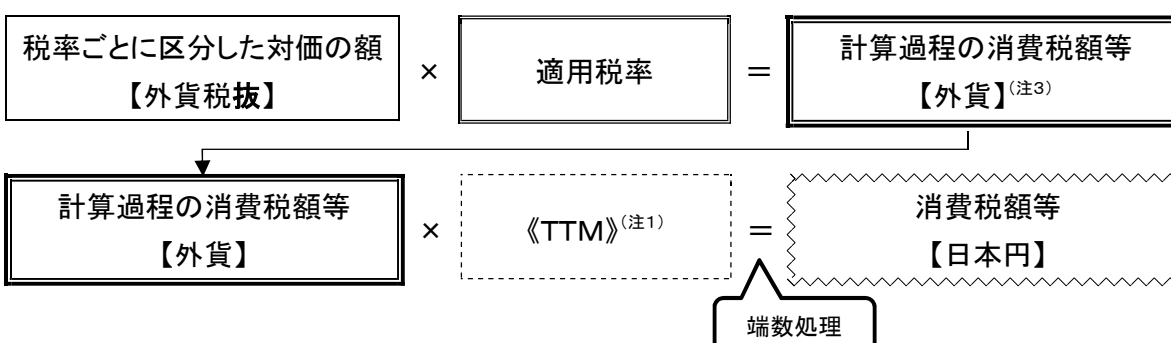 税率ごとに区分した対価の額 × 適用税率 = 計算過程の消費税額等
【外貨税抜】 【外貨】(注3)
計算過程の消費税額等 × 《TTM》(注1) = 消費税額等
【外貨】 【日本円】
端数処理